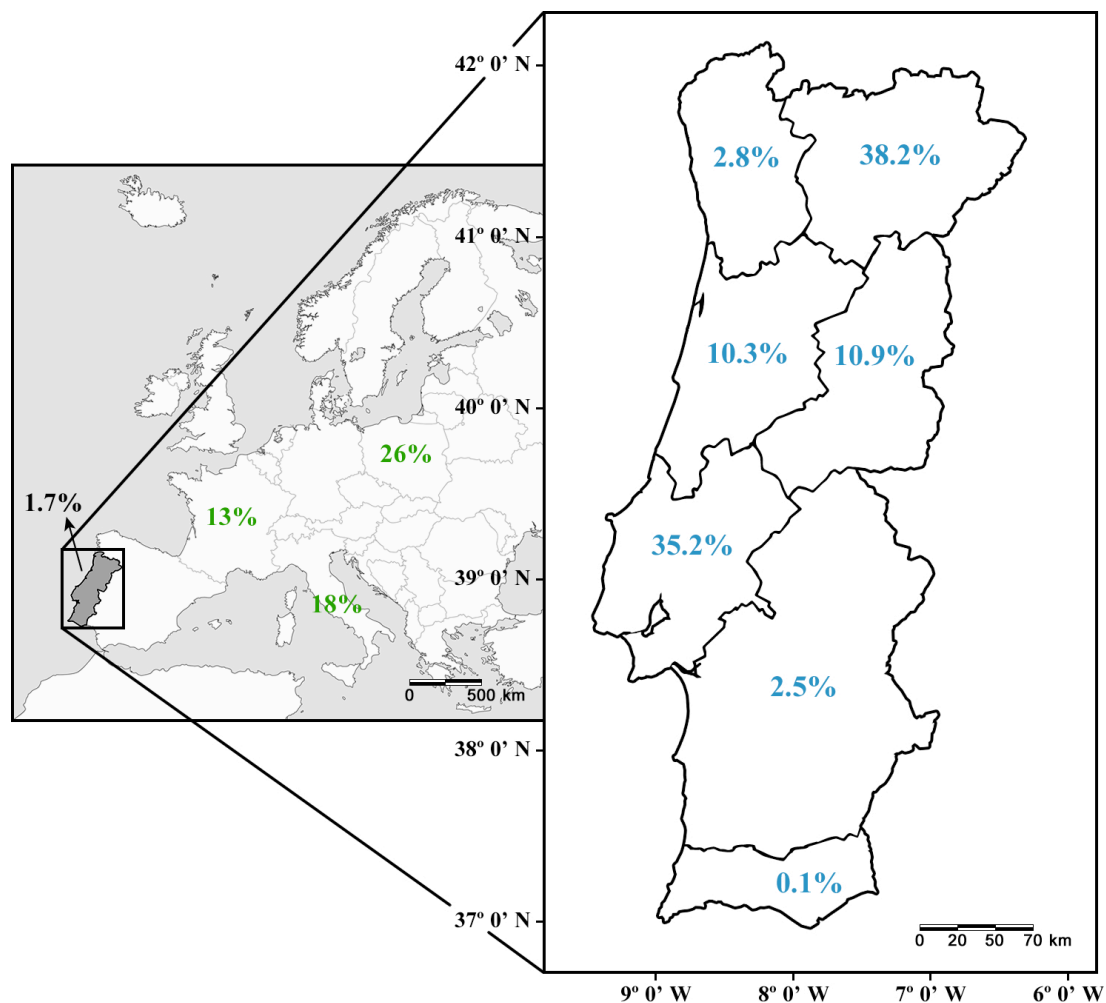 42º 0’ N
2.8%
38.2%
41º 0’ N
10.3%
10.9%
40º 0’ N
26%
1.7%
13%
35.2%
39º 0’ N
18%
0 500 km
2.5%
38º 0’ N
0.1%
37º 0’ N
0 20 50 70 km
9º 0’ W 8º 0’ W 7º 0’ W 6º 0’ W